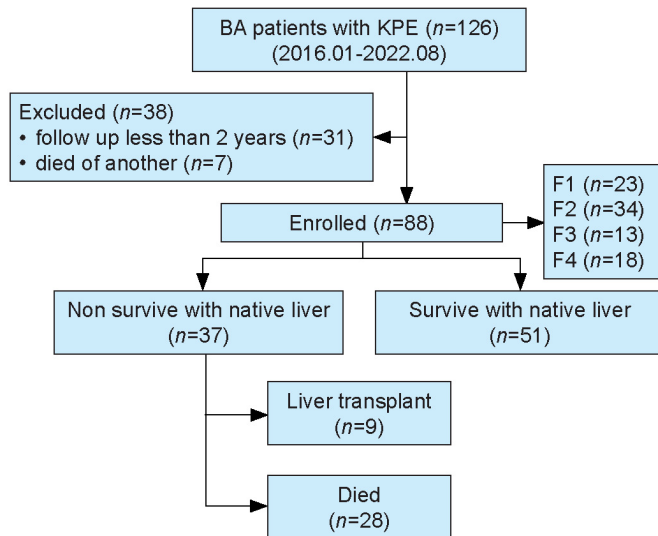 BA patients with KPE (n=126)
(2016.01-2022.08)
Excluded (n=38)
• follow up less than 2 years (n=31)
• died of another (n=7)
F1 (n=23)
F2 (n=34)
F3 (n=13)
F4 (n=18)
Enrolled (n=88)
Non survive with native liver
(n=37)
Survive with native liver
(n=51)
Liver transplant
(n=9)
Died
(n=28)